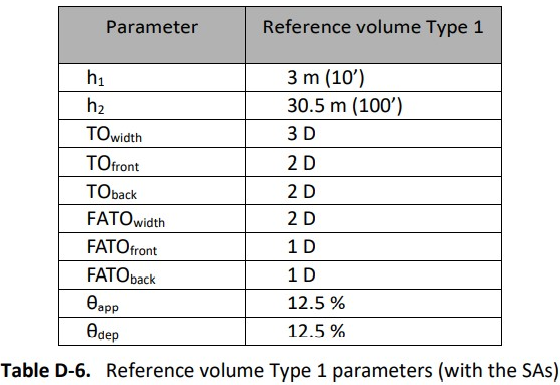 Parameter Reference volume Type 1
h1 3 m (10’)
h2 30.5 m (100’)
TOwidth 3 D
TOfront 2 D
TOback 2 D
FATOwidth 2 D
FATOfront 1 D
FATOback 1 D
θapp 12.5 %
θdep 12.5 %
Table D-6. Reference volume Type 1 parameters (with the SAs)